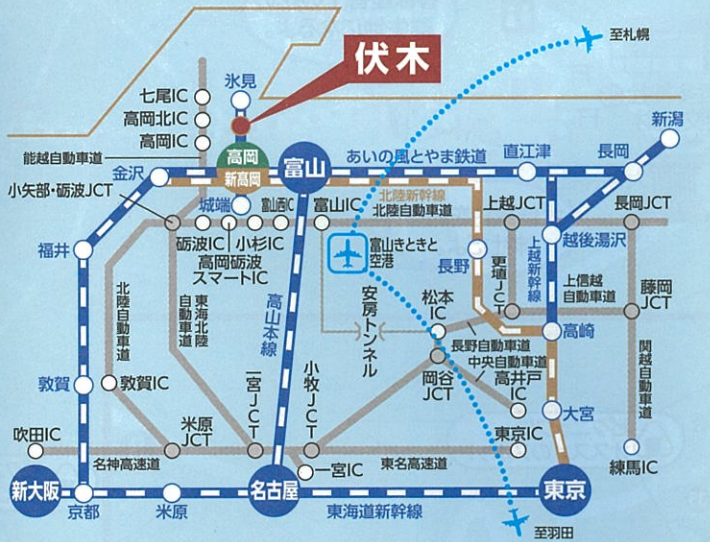 至札幌
伏木
氷見
七尾IC
高岡北IC
高岡IC
能越自動車道
新潟
高岡
新高岡
富山
あいの風とやま鉄道
直江津
長岡
金沢
小矢部・砺波JCT
城端
富山西IC
富山IC
北陸新幹線
北陸自動車道
上越JCT
長岡JCT
砺波IC
小杉IC
高岡砺波
スマートIC
福井
富山きときと
空港
長野
更埴JCT
上越新幹線
越後湯沢
上信越
自動車道
藤岡
JCT
北陸自動車道
東海北陸
自動車道
高山本線
安房トンネル
松本
IC
長野自動車道
高崎
関越自動車道
中央自動車道
岡谷
JCT
高井戸
IC
敦賀
敦賀IC
一宮JCT
小牧JCT
大宮
吹田IC
米原
JCT
東京IC
名神高速道
一宮IC
東名高速道
練馬IC
新大阪
京都
米原
名古屋
東海道新幹線
東京
至羽田